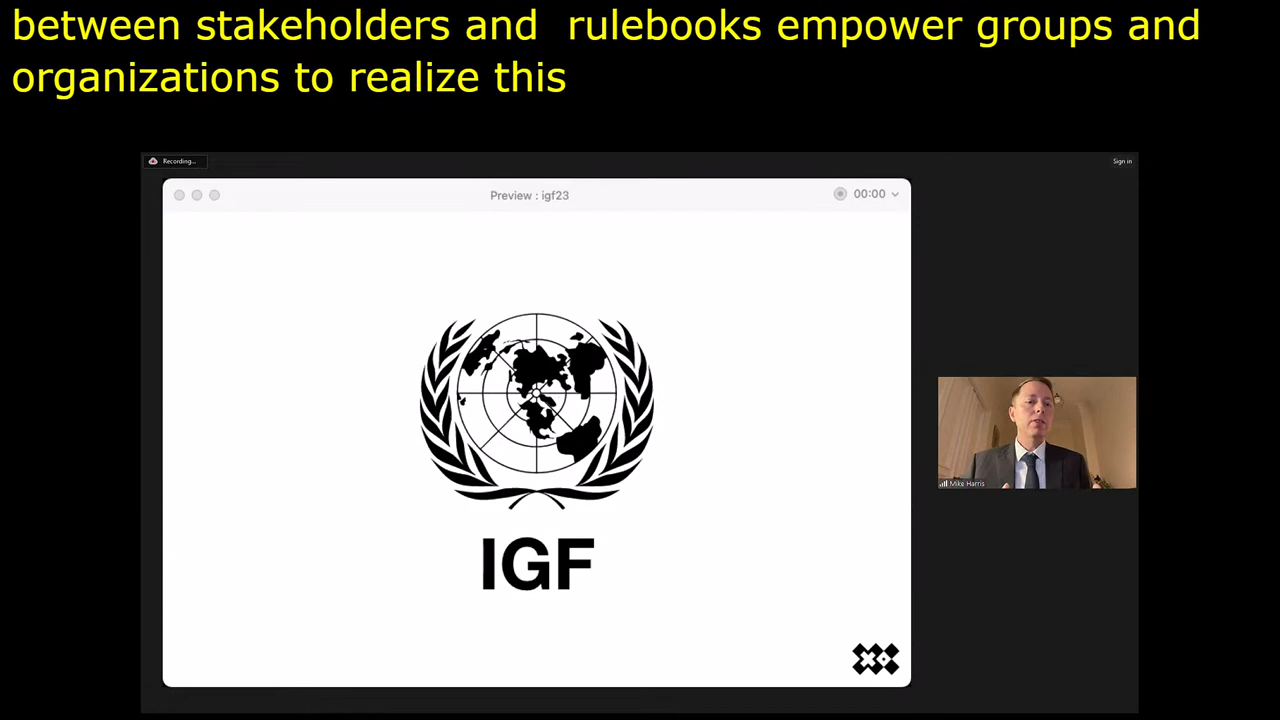 between stakeholders and  rulebooks empower groups and
organizations to realize this
Recording...
Sign in
Preview : igf23
00:00
IGF
Mike Harris